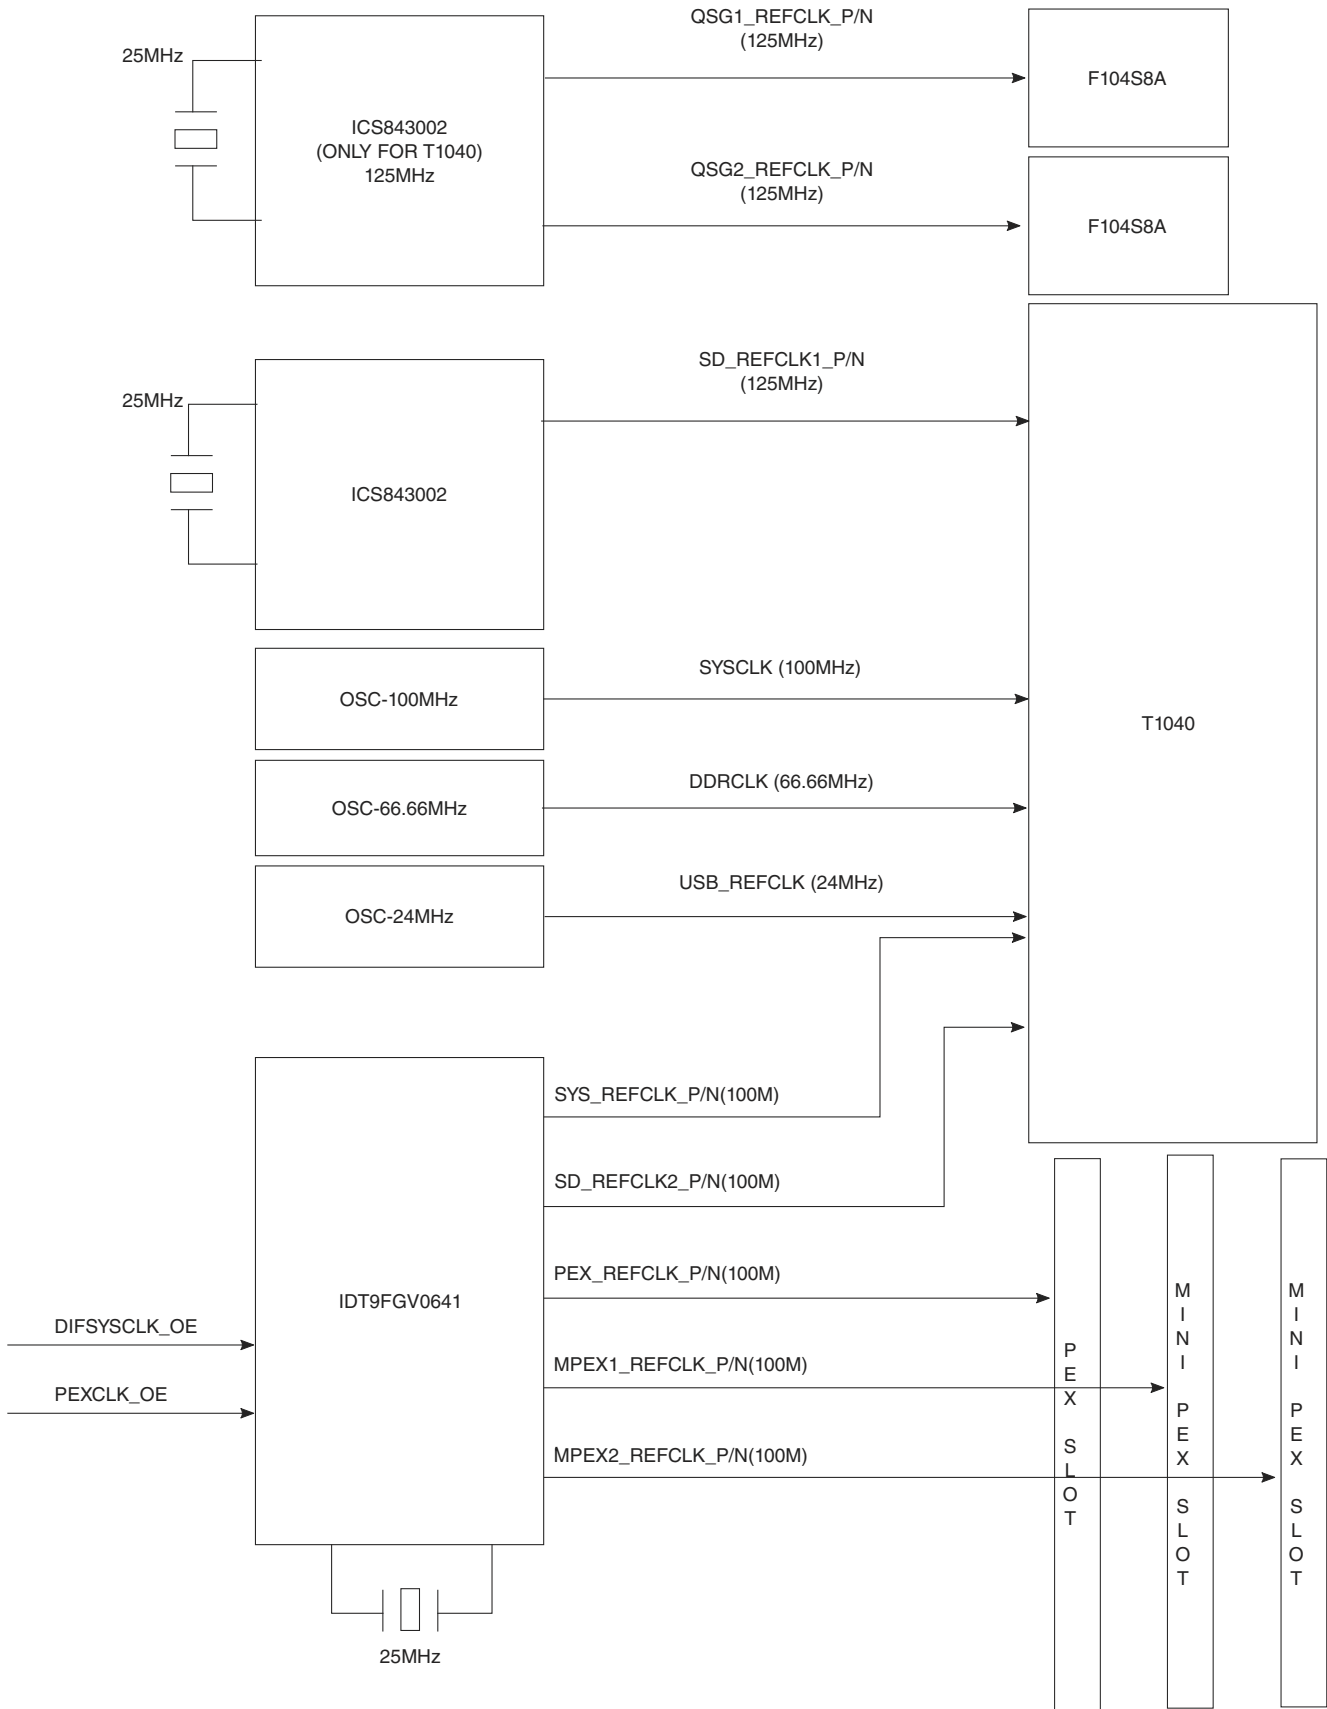 QSG1_REFCLK_P/N
(125MHz)
25MHz
ICS843002
(ONLY FOR T1040)
125MHz
F104S8A
QSG2_REFCLK_P/N
(125MHz)
F104S8A
SD_REFCLK1_P/N
(125MHz)
25MHz
ICS843002
SYSCLK (100MHz)
OSC-100MHz
T1040
DDRCLK (66.66MHz)
OSC-66.66MHz
USB_REFCLK (24MHz)
OSC-24MHz
SYS_REFCLK_P/N(100M)
SD_REFCLK2_P/N(100M)
PEX_REFCLK_P/N(100M)
IDT9FGV0641
DIFSYSCLK_OE
MPEX1_REFCLK_P/N(100M)
PEXCLK_OE
MPEX2_REFCLK_P/N(100M)
PEX SLOT
MINI PEX SLOT
MINI PEX SLOT
25MHz